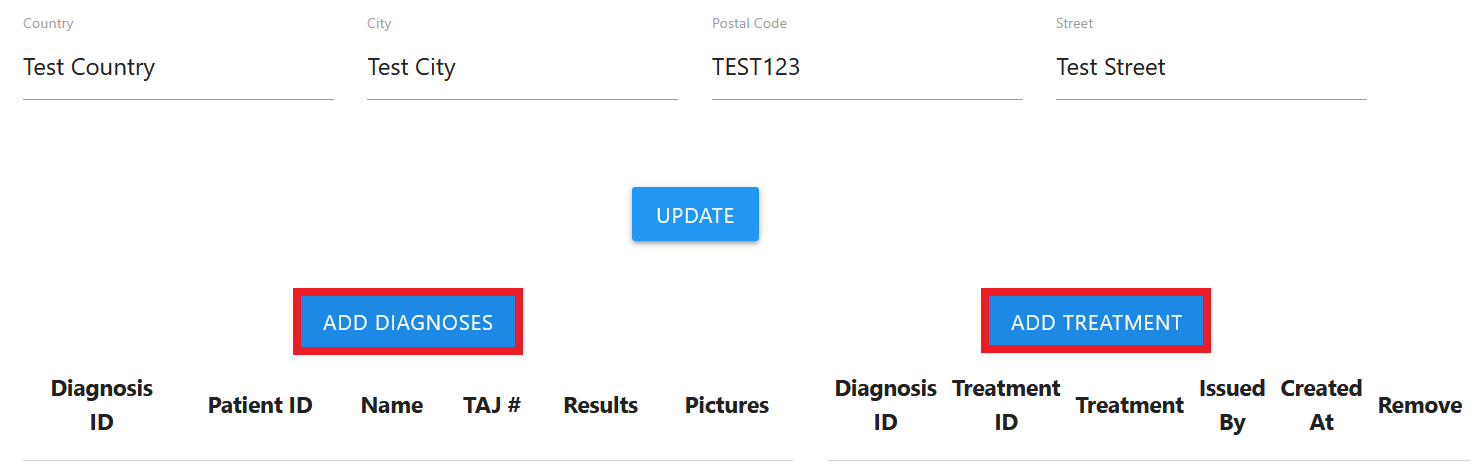 Country City Postal Code Street
Test Country Test City TEST123 Test Street
UPDATE
ADD DIAGNOSES ADD TREATMENT
Diagnosis ID Patient ID Name TAJ # Results Pictures
Diagnosis ID Treatment ID Treatment Issued By Created At Remove